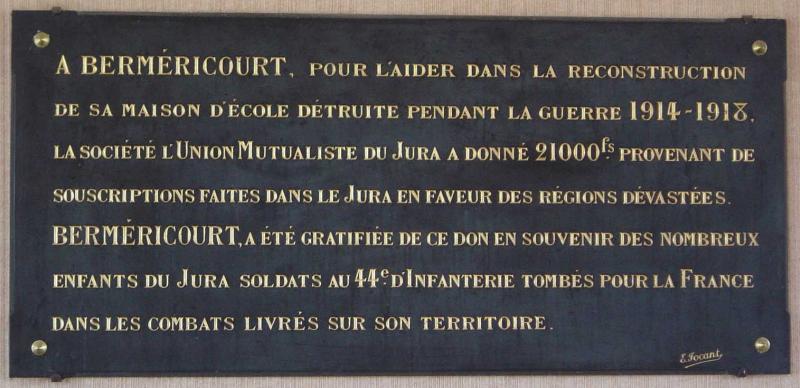 A BERMÉRICOURT, POUR L'AIDER DANS LA RECONSTRUCTION
DE SA MAISON D'ÉCOLE DÉTRUITE PENDANT LA GUERRE 1914-1918,
LA SOCIÉTÉ L'UNION MUTUALISTE DU JURA A DONNÉ 21000fs PROVENANT DE
SOUSCRIPTIONS FAITES DANS LE JURA EN FAVEUR DES RÉGIONS DÉVASTÉES.
BERMÉRICOURT, A ÉTÉ GRATIFIÉE DE CE DON EN SOUVENIR DES NOMBREUX
ENFANTS DU JURA SOLDATS AU 44e D'INFANTERIE TOMBÉS POUR LA FRANCE
DANS LES COMBATS LIVRÉS SUR SON TERRITOIRE.
E. Focant